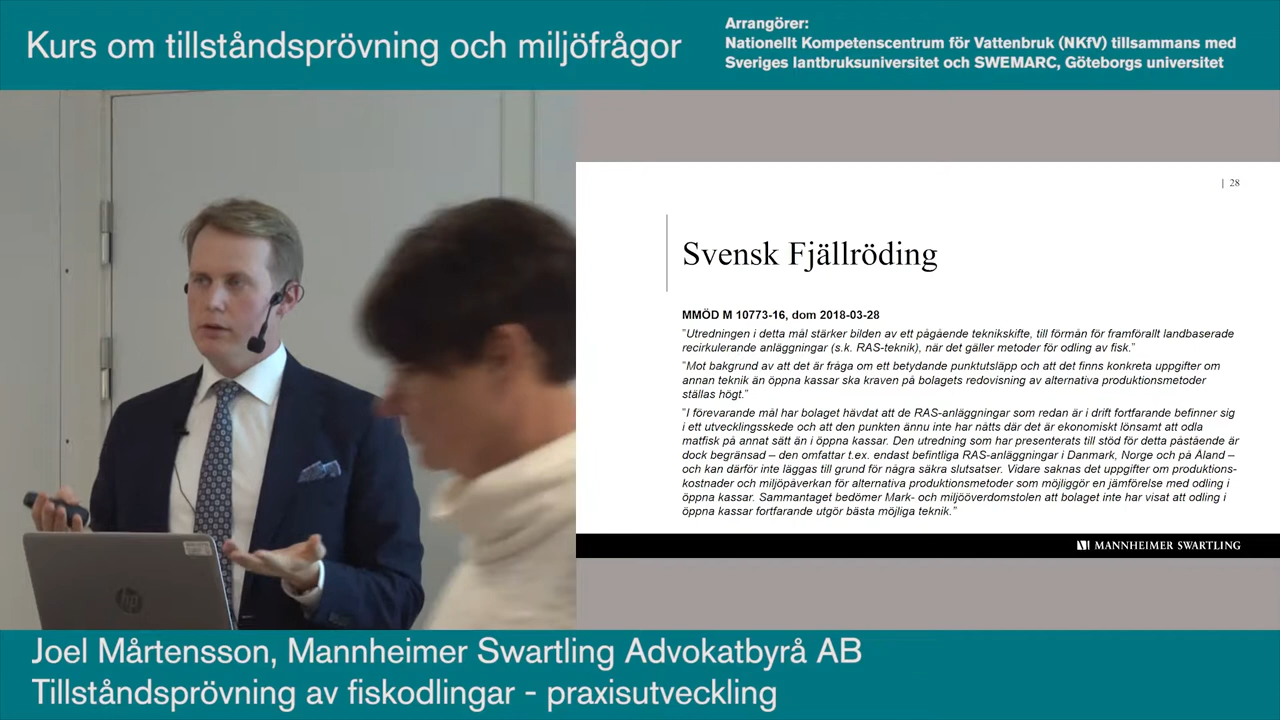 Kurs om tillståndsprövning och miljöfrågor
Arrangörer:
Nationellt Kompetenscentrum för Vattenbruk (NKfV) tillsammans med
Sveriges lantbruksuniversitet och SWEMARC, Göteborgs universitet
| 28
Svensk Fjällröding
MMÖD M 10773-16, dom 2018-03-28
"Utredningen i detta mål stärker bilden av ett pågående teknikskifte, till förmån för framförallt landbaserade
recirkulerande anläggningar (s.k. RAS-teknik), när det gäller metoder för odling av fisk."
"Mot bakgrund av att det är fråga om ett betydande punktutsläpp och att det finns konkreta uppgifter om
annan teknik än öppna kassar ska kraven på bolagets redovisning av alternativa produktionsmetoder
ställas högt."
"I förevarande mål har bolaget hävdat att de RAS-anläggningar som redan är i drift fortfarande befinner sig
i ett utvecklingsskede och att den punkten ännu inte har nåtts där det är ekonomiskt lönsamt att odla
matfisk på annat sätt än i öppna kassar. Den utredning som har presenterats till stöd för detta påstående är
dock begränsad – den omfattar t.ex. endast befintliga RAS-anläggningar i Danmark, Norge och på Åland –
och kan därför inte läggas till grund för några säkra slutsatser. Vidare saknas det uppgifter om produktions-
kostnader och miljöpåverkan för alternativa produktionsmetoder som möjliggör en jämförelse med odling i
öppna kassar. Sammantaget bedömer Mark- och miljööverdomstolen att bolaget inte har visat att odling i
öppna kassar fortfarande utgör bästa möjliga teknik."
MANNHEIMER SWARTLING
hp
Joel Mårtensson, Mannheimer Swartling Advokatbyrå AB
Tillståndsprövning av fiskodlingar - praxisutveckling